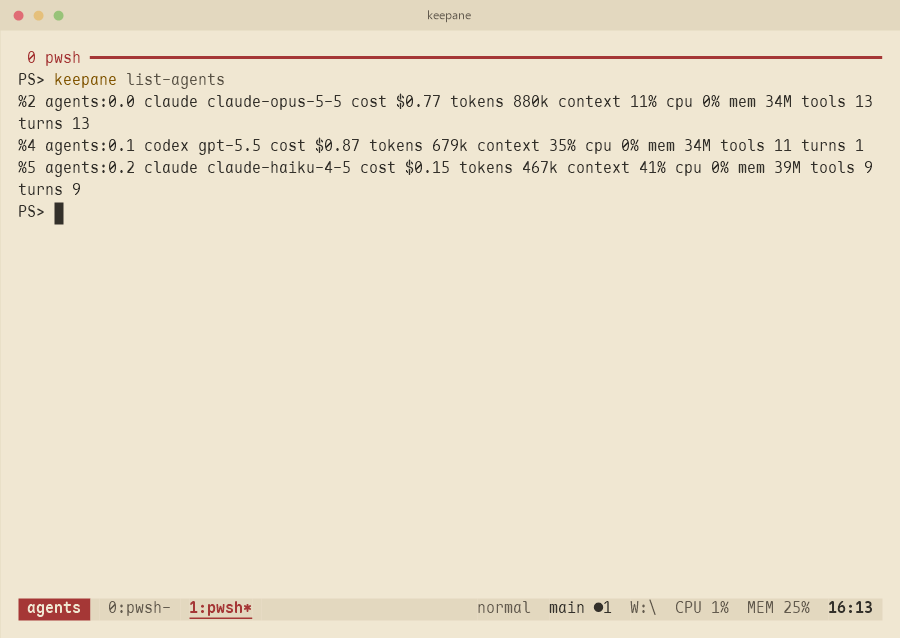 keepane
0 pwsh
PS> keepane list-agents
%2 agents:0.0 claude claude-opus-5-5 cost $0.77 tokens 880k context 11% cpu 0% mem 34M tools 13
turns 13
%4 agents:0.1 codex gpt-5.5 cost $0.87 tokens 679k context 35% cpu 0% mem 34M tools 11 turns 1
%5 agents:0.2 claude claude-haiku-4-5 cost $0.15 tokens 467k context 41% cpu 0% mem 39M tools 9
turns 9
PS>
agents 0:pwsh- 1:pwsh* normal main ●1 W:\ CPU 1% MEM 25% 16:13